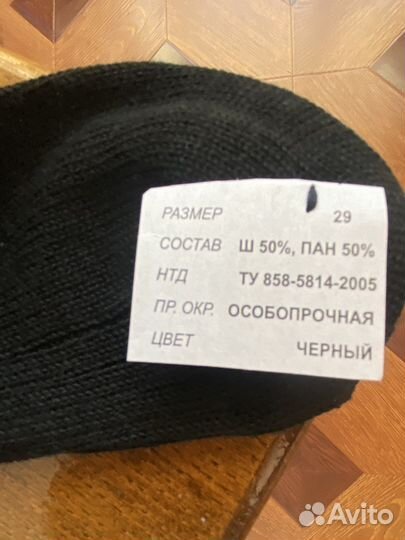 РАЗМЕР 29
СОСТАВ Ш 50%, ПАН 50%
НТД ТУ 858-5814-2005
ПР. ОКР. ОСОБОПРОЧНАЯ
ЦВЕТ ЧЕРНЫЙ
Avito